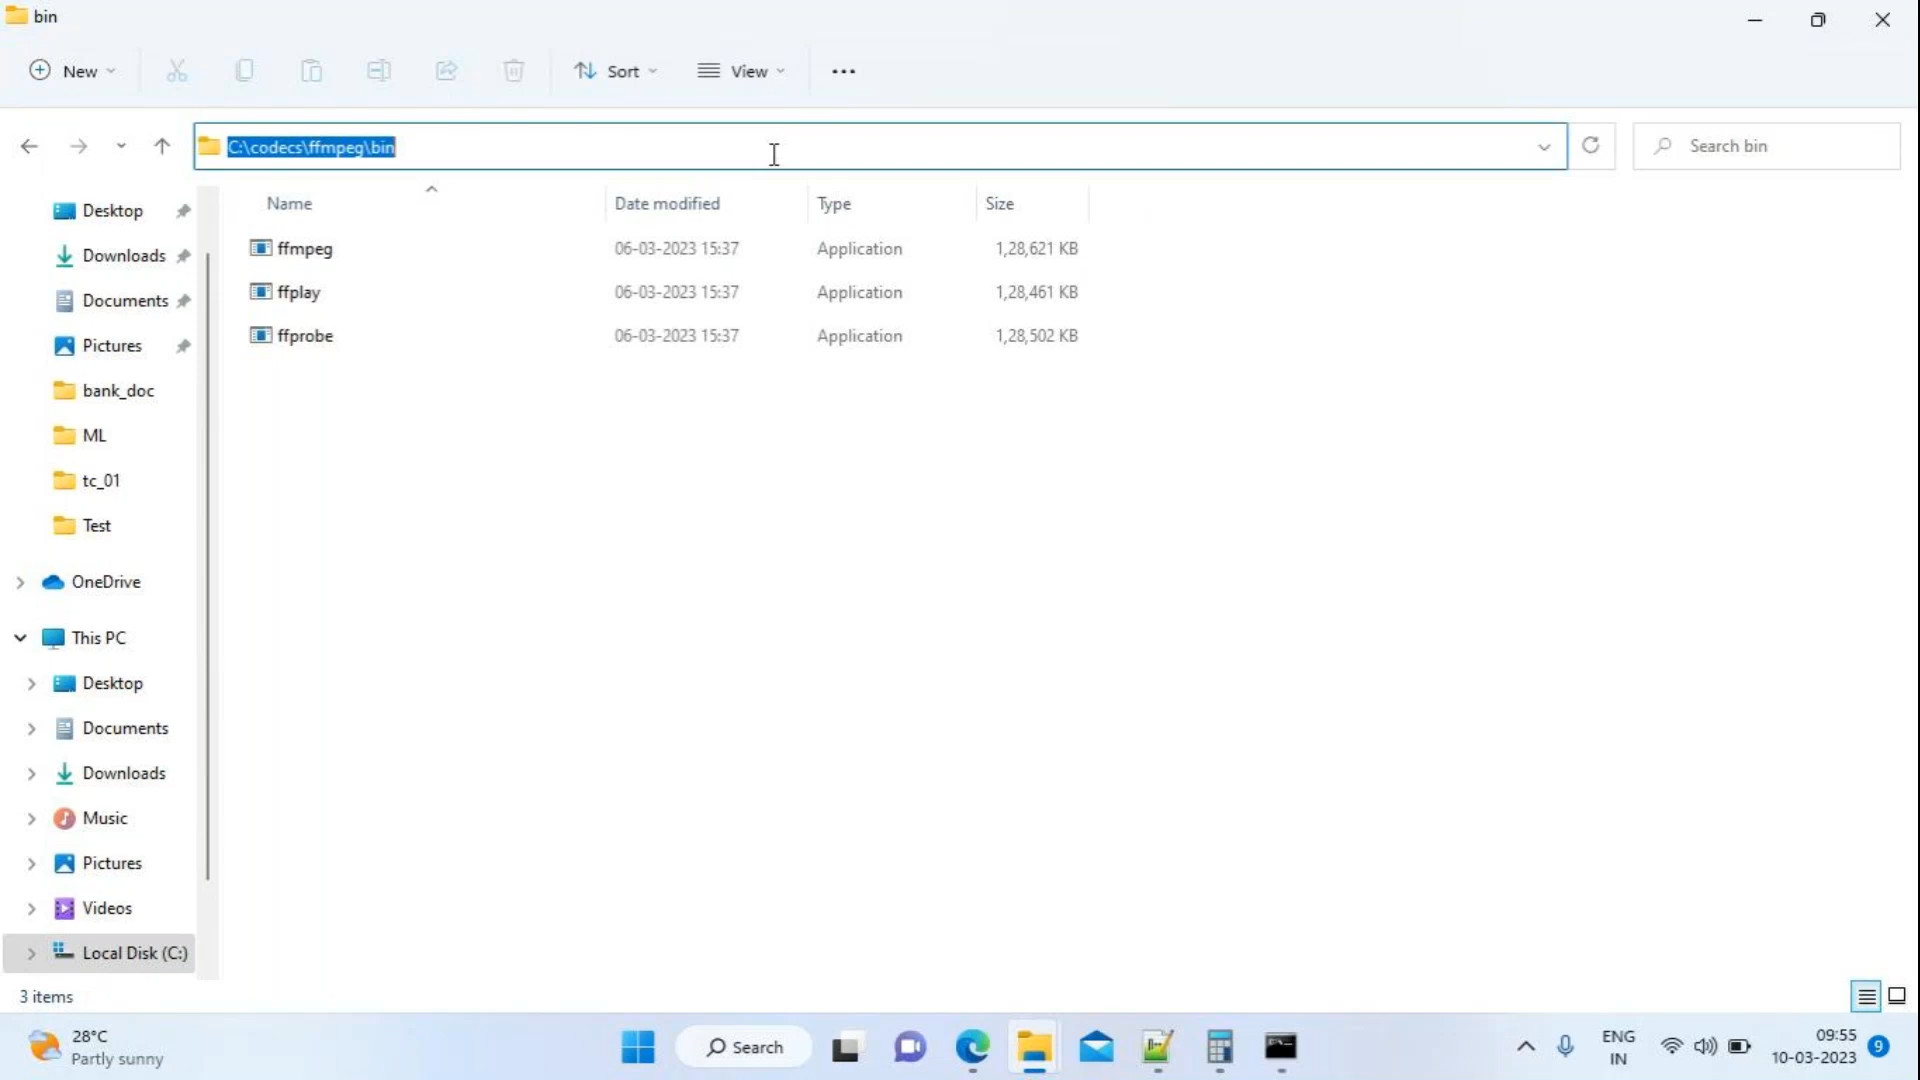 bin
New
Sort
View
C:\codecs\ffmpeg\bin
Search bin
Name Date modified Type Size
ffmpeg 06-03-2023 15:37 Application 1,28,621 KB
ffplay 06-03-2023 15:37 Application 1,28,461 KB
ffprobe 06-03-2023 15:37 Application 1,28,502 KB
Desktop
Downloads
Documents
Pictures
bank_doc
ML
tc_01
Test
OneDrive
This PC
Desktop
Documents
Downloads
Music
Pictures
Videos
Local Disk (C:)
3 items
28°C
Partly sunny
Search
ENG
IN
09:55
10-03-2023
9